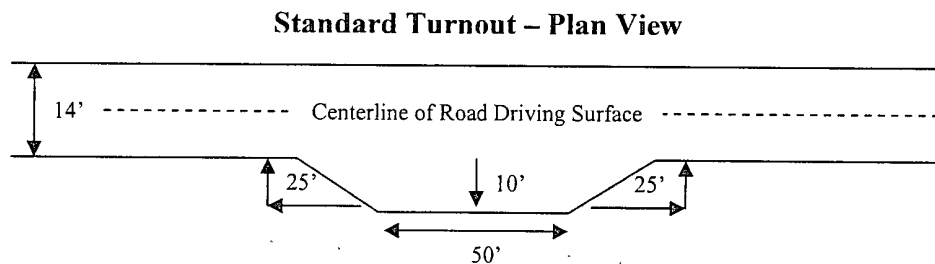 Standard Turnout – Plan View
14' Centerline of Road Driving Surface
25' 10' 25'
50'